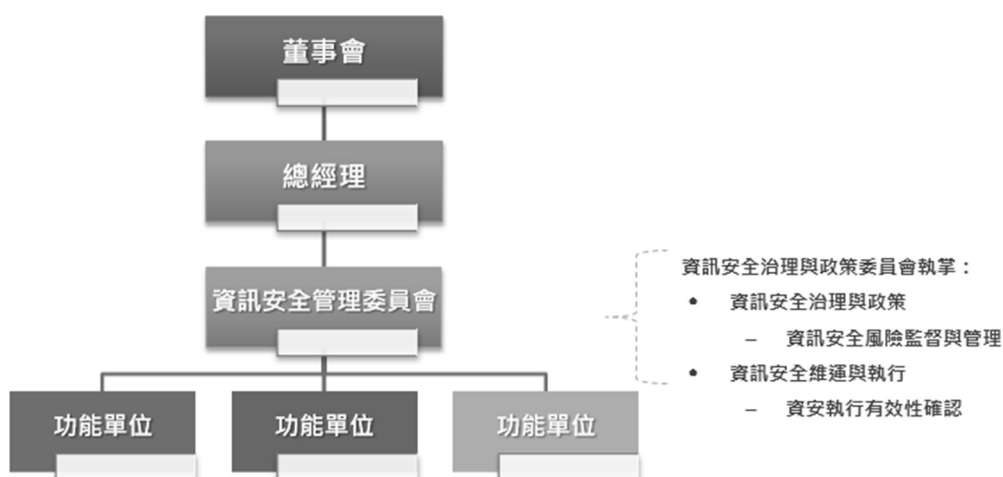 董事會
總經理
資訊安全管理委員會
功能單位
功能單位
功能單位
資訊安全治理與政策委員會執掌：
• 資訊安全治理與政策
– 資訊安全風險監督與管理
• 資訊安全維運與執行
– 資安執行有效性確認